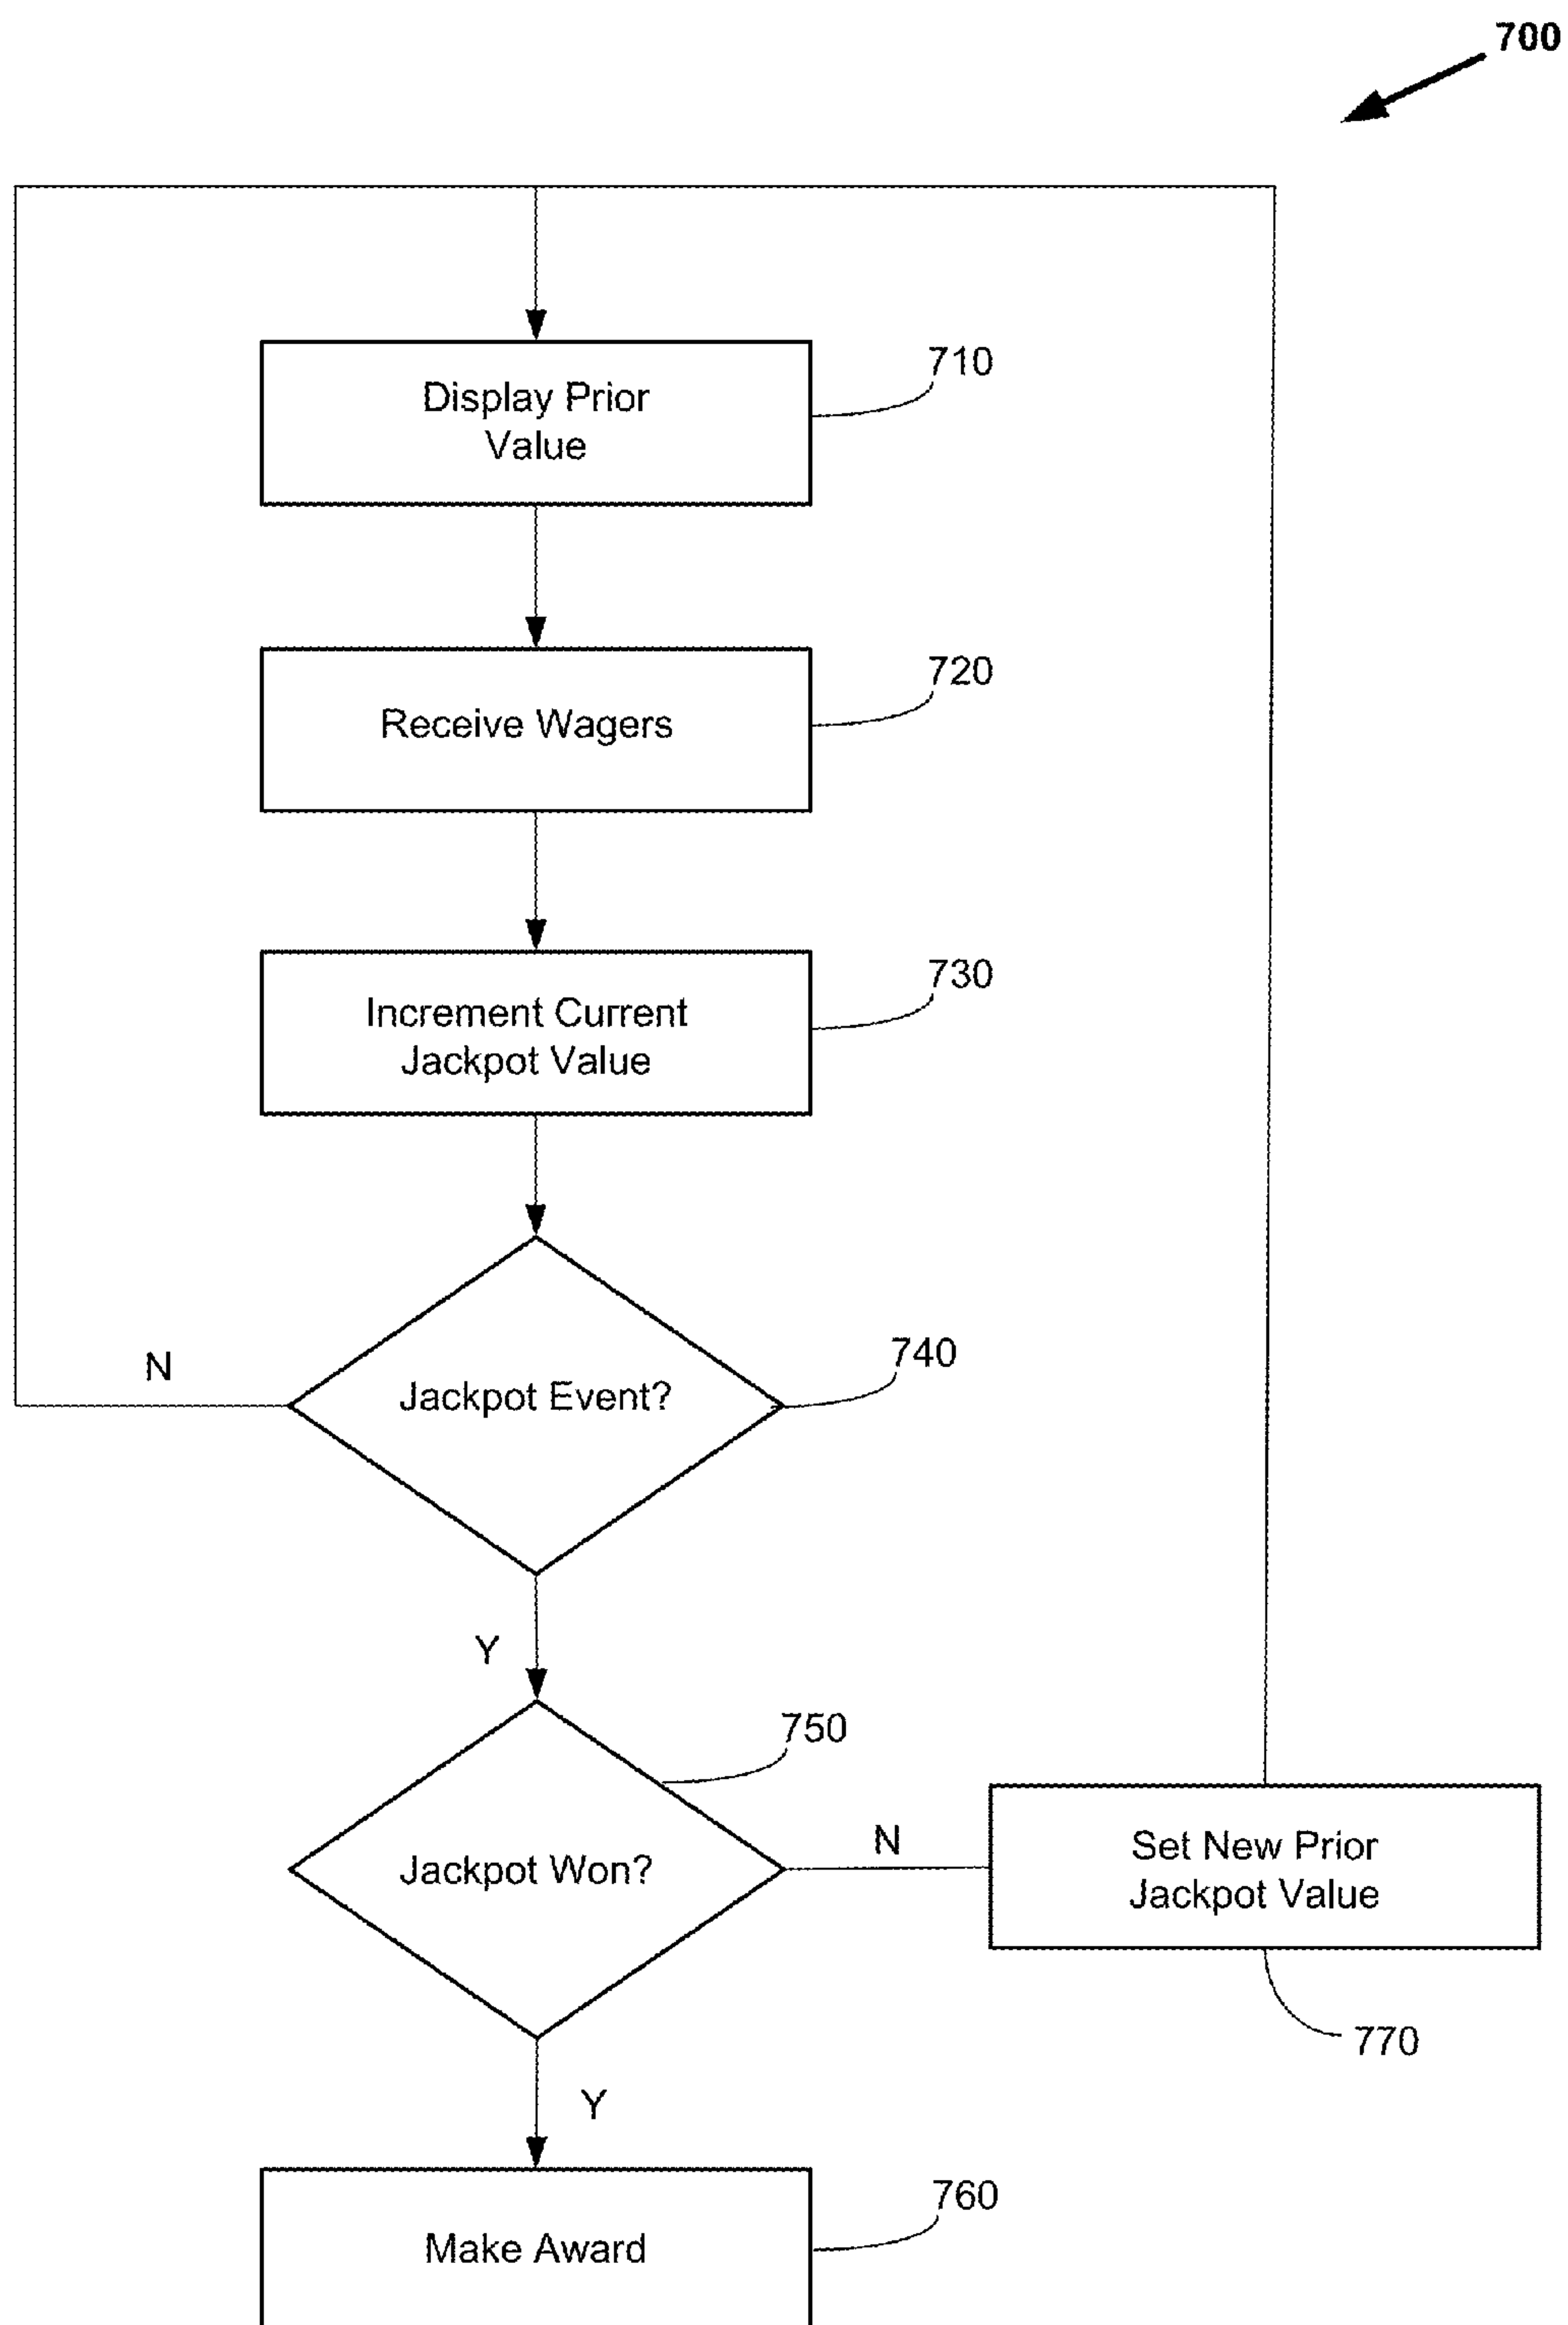 700
Display Prior
Value
710
Receive Wagers
720
Increment Current
Jackpot Value
730
Jackpot Event?
740
N
Y
Jackpot Won?
750
N
Set New Prior
Jackpot Value
770
Y
Make Award
760